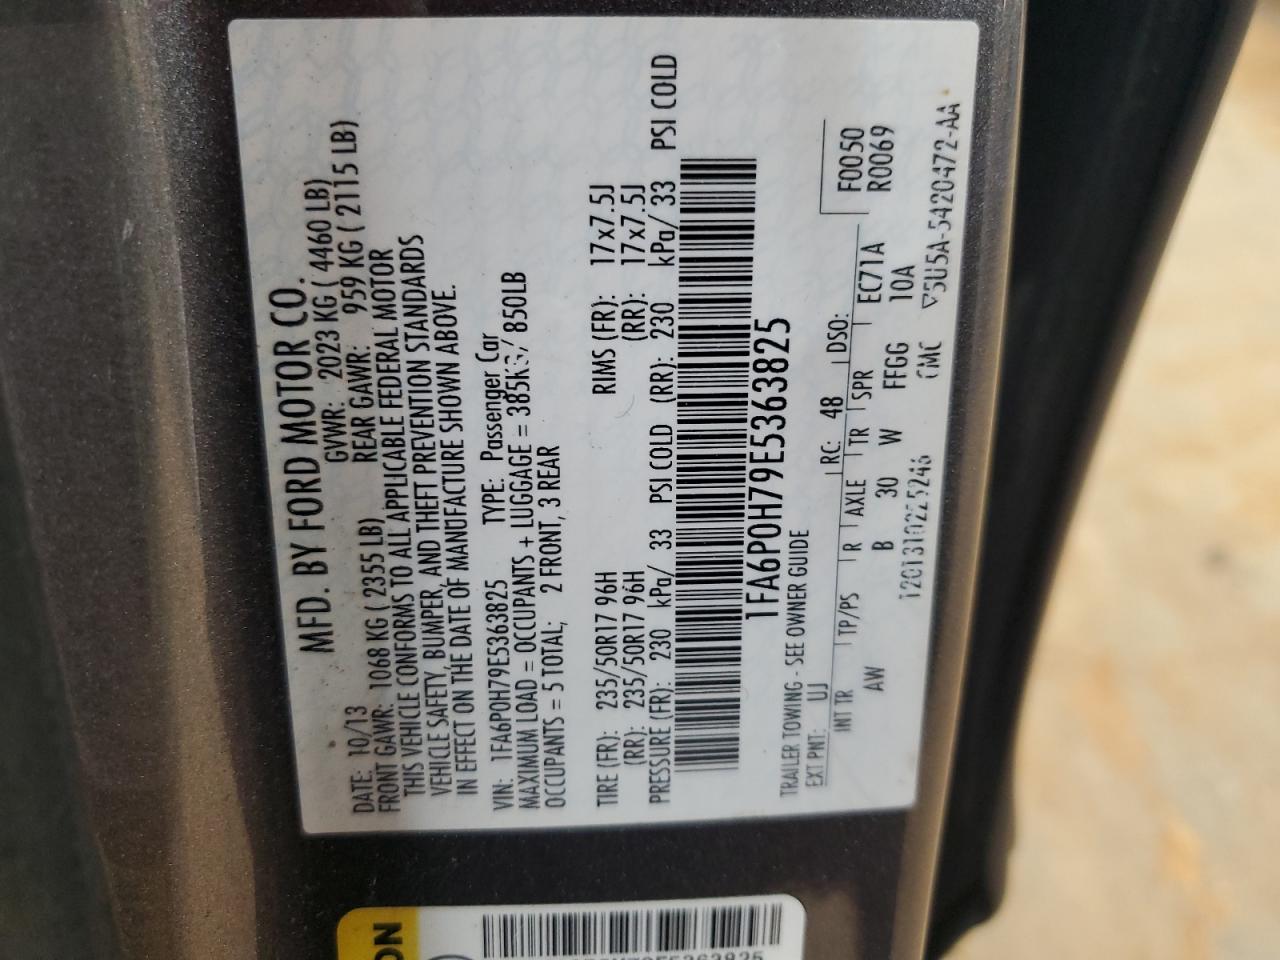 MFD. BY FORD MOTOR CO.
DATE: 10/13 GVWR: 2023 KG ( 4460 LB)
FRONT GAWR: 1068 KG ( 2355 LB) REAR GAWR: 959 KG ( 2115 LB)
THIS VEHICLE CONFORMS TO ALL APPLICABLE FEDERAL MOTOR
VEHICLE SAFETY, BUMPER, AND THEFT PREVENTION STANDARDS
IN EFFECT ON THE DATE OF MANUFACTURE SHOWN ABOVE.
VIN: 1FA6P0H79E5363825 TYPE: Passenger Car
MAXIMUM LOAD = OCCUPANTS + LUGGAGE = 385KG/ 850LB
OCCUPANTS = 5 TOTAL; 2 FRONT, 3 REAR
TIRE (FR): 235/50R17 96H RIMS (FR): 17x7.5J
(RR): 235/50R17 96H (RR): 17x7.5J
PRESSURE (FR): 230 kPa/ 33 PSI COLD (RR): 230 kPa/ 33 PSI COLD
1FA6P0H79E5363825
TRAILER TOWING - SEE OWNER GUIDE
EXT PNT: UJ RC: 48 DSO: F0050
INT TR TP/PS R AXLE TR SPR EC71A R0069
AW B 30 W FFGG 10A
T201310225246 CMC V5U5A-5420472-AA
ON